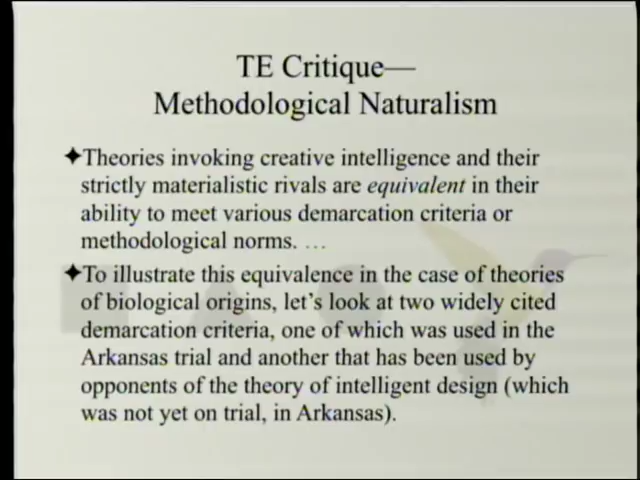 TE Critique—
Methodological Naturalism
✦Theories invoking creative intelligence and their
strictly materialistic rivals are equivalent in their
ability to meet various demarcation criteria or
methodological norms. …
✦To illustrate this equivalence in the case of theories
of biological origins, let’s look at two widely cited
demarcation criteria, one of which was used in the
Arkansas trial and another that has been used by
opponents of the theory of intelligent design (which
was not yet on trial, in Arkansas).